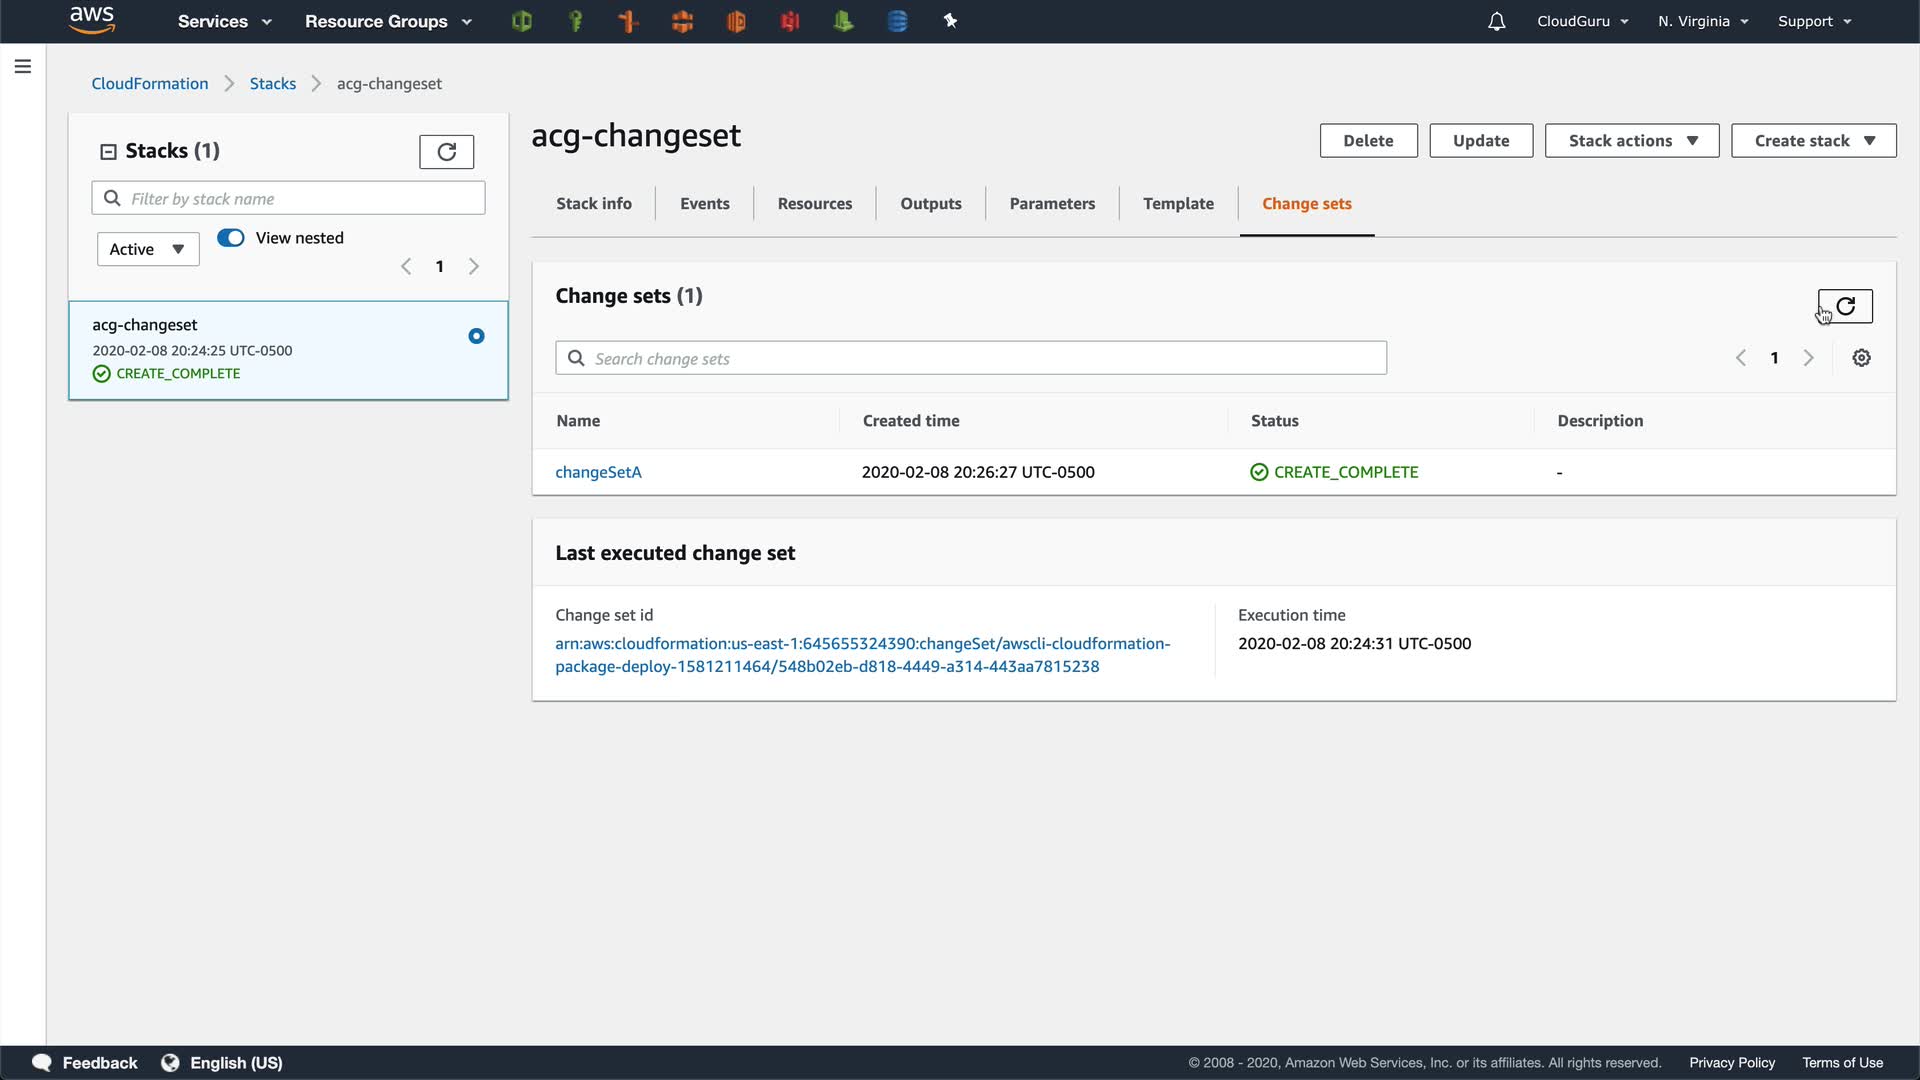 aws
Services
Resource Groups
CloudGuru
N. Virginia
Support
CloudFormation
Stacks
acg-changeset
Stacks (1)
Filter by stack name
Active
View nested
1
acg-changeset
2020-02-08 20:24:25 UTC-0500
CREATE_COMPLETE
acg-changeset
Delete
Update
Stack actions
Create stack
Stack info
Events
Resources
Outputs
Parameters
Template
Change sets
Change sets (1)
Search change sets
1
Name
Created time
Status
Description
changeSetA
2020-02-08 20:26:27 UTC-0500
CREATE_COMPLETE
-
Last executed change set
Change set id
arn:aws:cloudformation:us-east-1:645655324390:changeSet/awscli-cloudformation-
package-deploy-1581211464/548b02eb-d818-4449-a314-443aa7815238
Execution time
2020-02-08 20:24:31 UTC-0500
Feedback
English (US)
© 2008 - 2020, Amazon Web Services, Inc. or its affiliates. All rights reserved.
Privacy Policy
Terms of Use